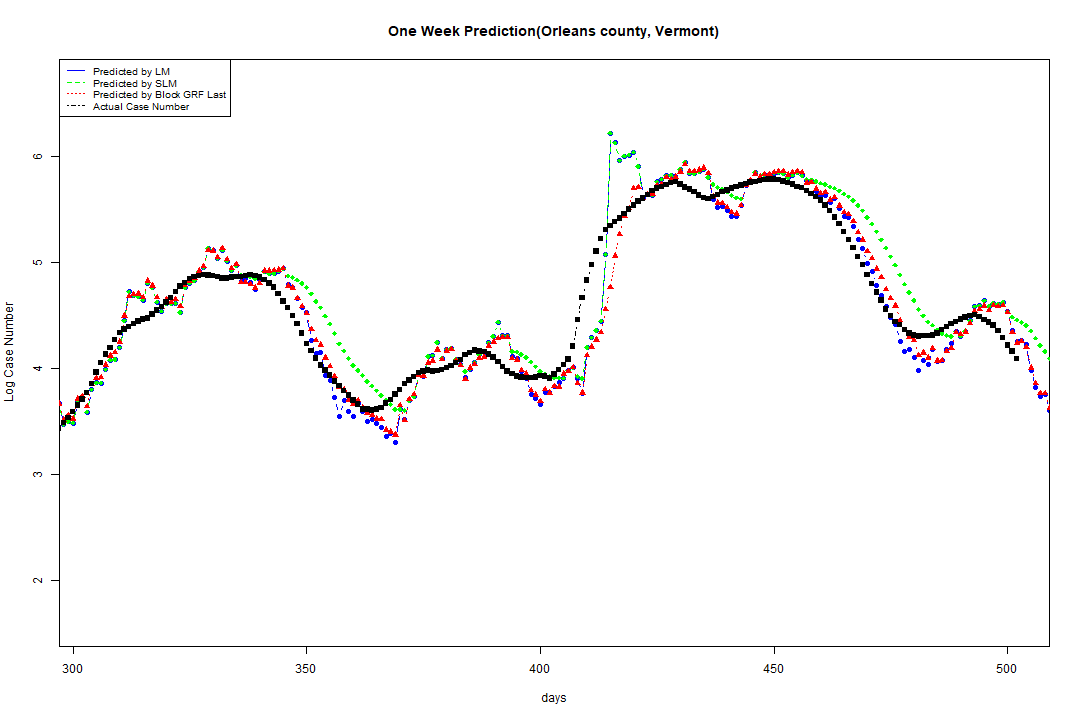 One Week Prediction(Orleans county, Vermont)
Predicted by LM
Predicted by SLM
Predicted by Block GRF Last
Actual Case Number
6
5
4
3
2
Log Case Number
300
350
400
450
500
days